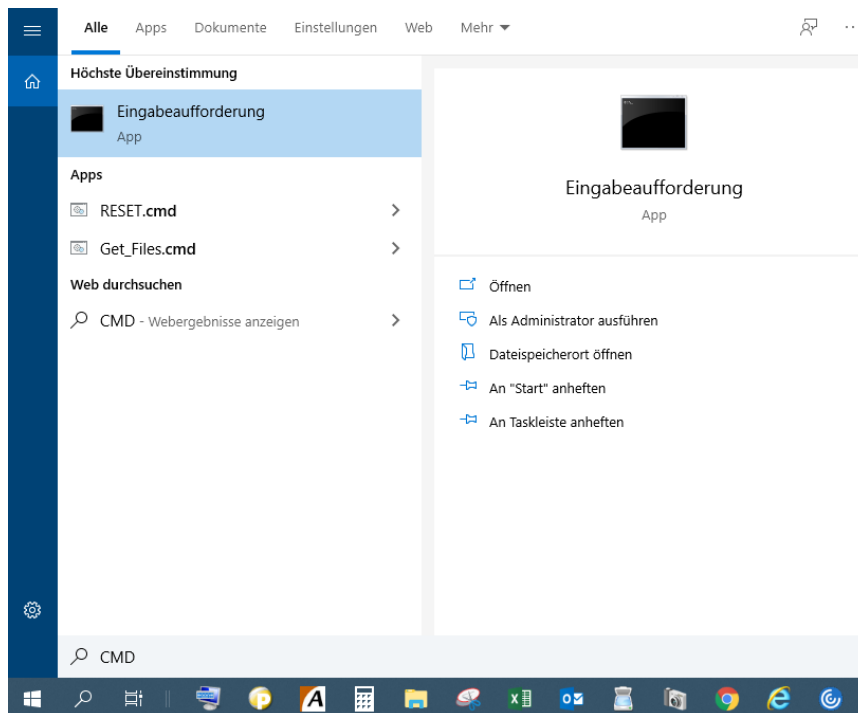 Alle Apps Dokumente Einstellungen Web Mehr
Höchste Übereinstimmung
Eingabeaufforderung
App
Apps
RESET.cmd
Get_Files.cmd
Web durchsuchen
CMD - Webergebnisse anzeigen
Eingabeaufforderung
App
Öffnen
Als Administrator ausführen
Dateispeicherort öffnen
An "Start" anheften
An Taskleiste anheften
CMD